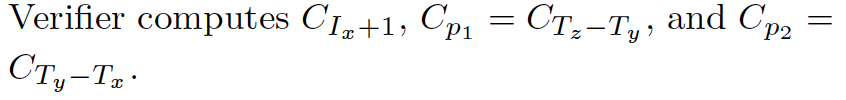 Verifier computes $C_{I_x+1}$, $C_{p_1} = C_{T_z-T_y}$, and $C_{p_2} =$
$C_{T_y-T_x}$.